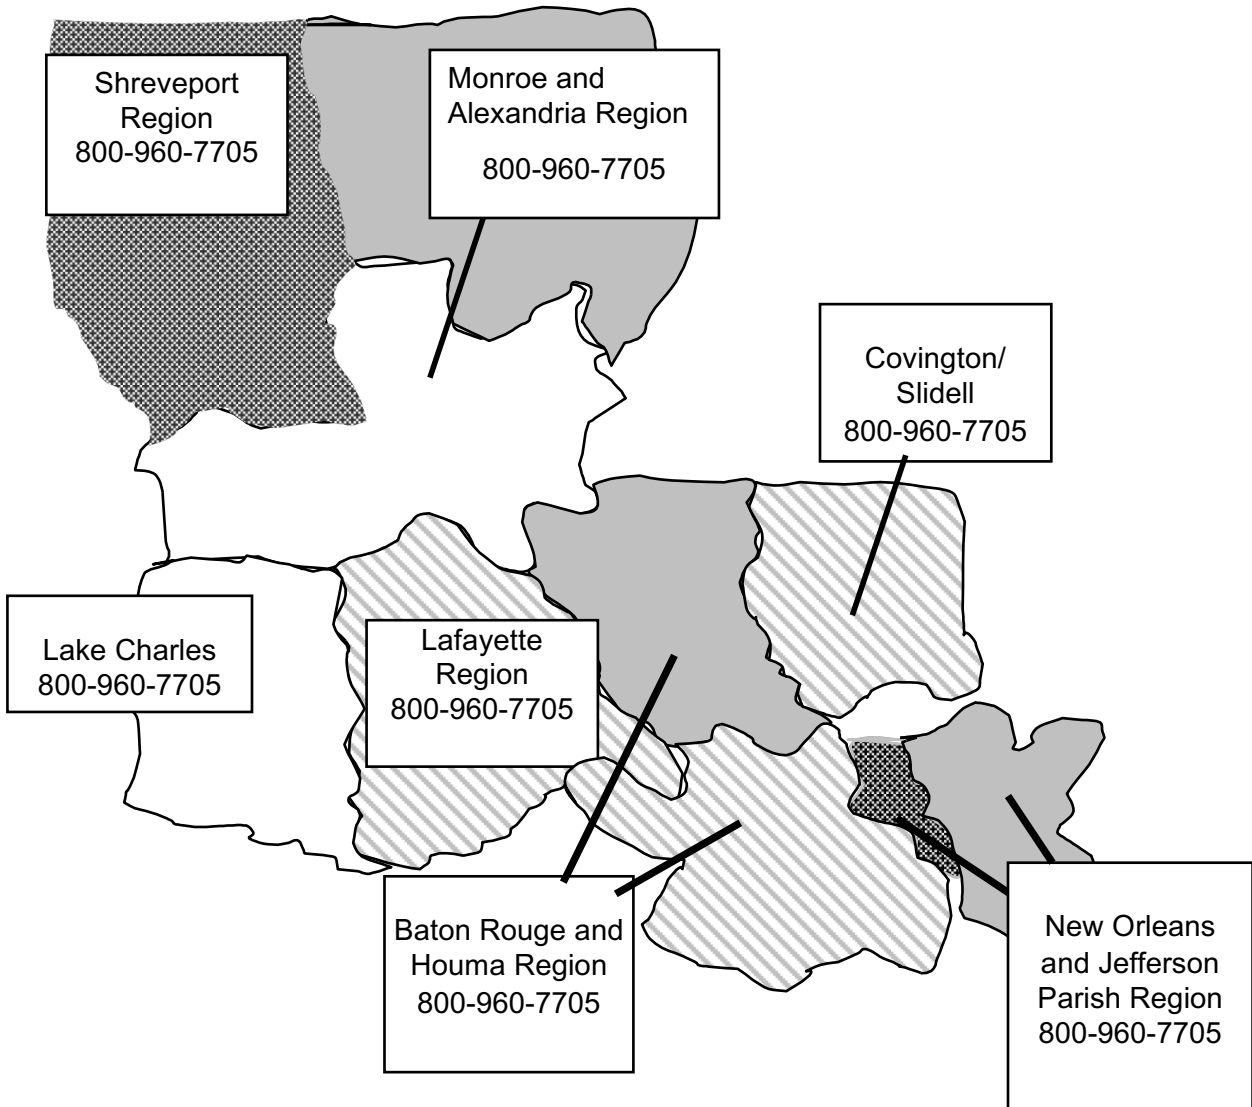 Shreveport
Region
800-960-7705
Monroe and
Alexandria Region
800-960-7705
Covington/
Slidell
800-960-7705
Lake Charles
800-960-7705
Lafayette
Region
800-960-7705
Baton Rouge and
Houma Region
800-960-7705
New Orleans
and Jefferson
Parish Region
800-960-7705